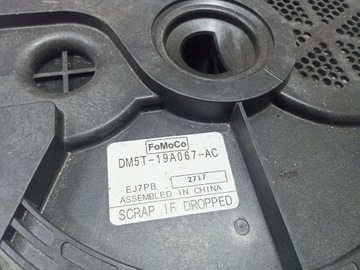 FoMoCo
DM5T-19A067-AC
EJ7PB 2717
ASSEMBLED IN CHINA
SCRAP IF DROPPED